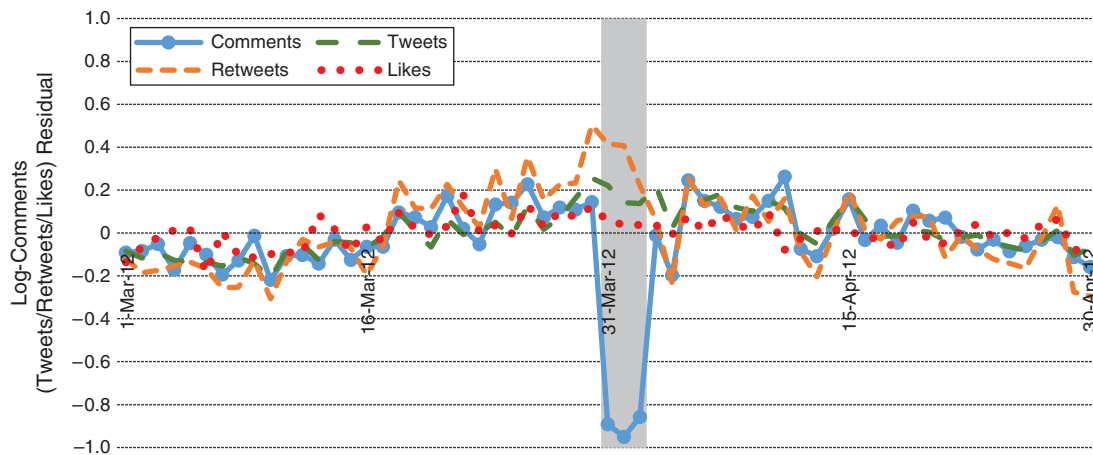 1.0
0.8
0.6
0.4
0.2
0
−0.2
−0.4
−0.6
−0.8
−1.0
Log-Comments
(Tweets/Retweets/Likes) Residual
Comments
Tweets
Retweets
Likes
1-Mar-12
16-Mar-12
31-Mar-12
15-Apr-12
30-Apr-12